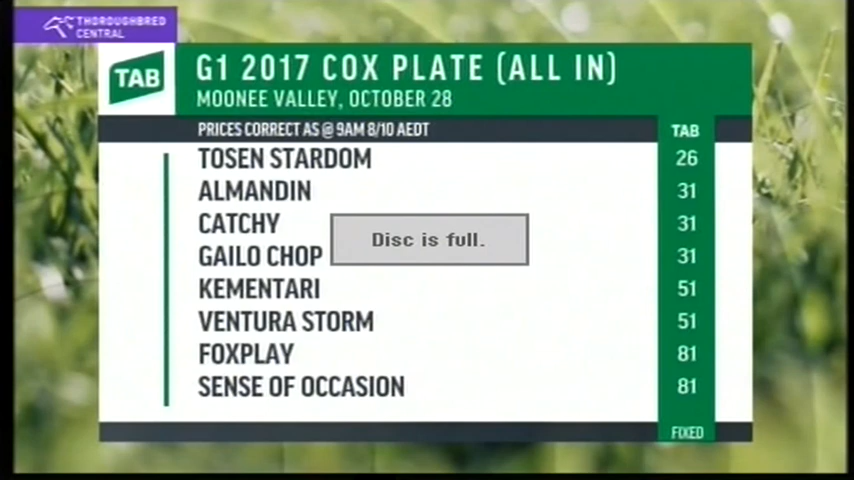 THOROUGHBRED
CENTRAL
TAB
G1 2017 COX PLATE (ALL IN)
MOONEE VALLEY, OCTOBER 28
PRICES CORRECT AS @ 9AM 8/10 AEDT TAB
TOSEN STARDOM 26
ALMANDIN 31
CATCHY 31
Disc is full.
GAILO CHOP 31
KEMENTARI 51
VENTURA STORM 51
FOXPLAY 81
SENSE OF OCCASION 81
FIXED